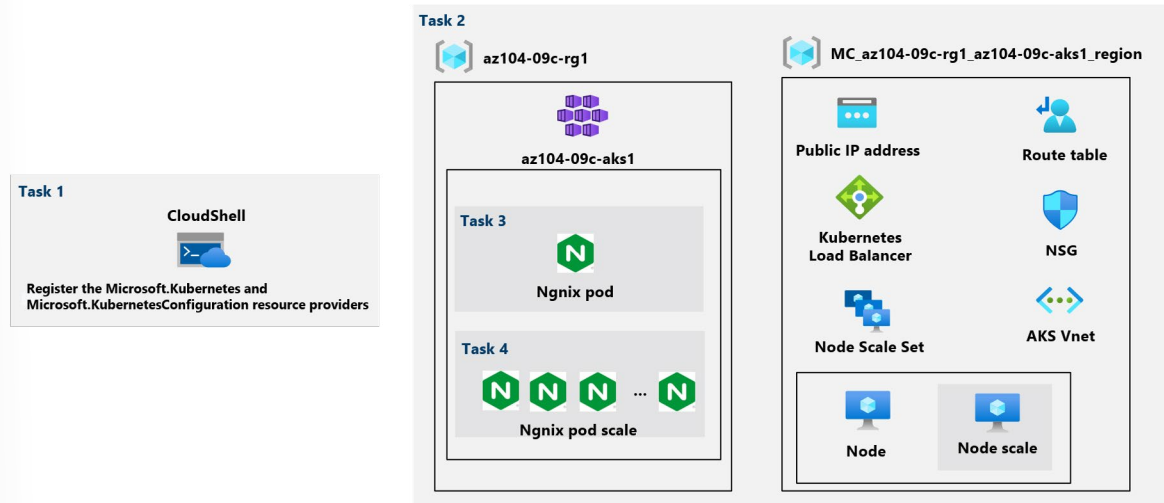 Task 1
CloudShell
Register the Microsoft.Kubernetes and
Microsoft.KubernetesConfiguration resource providers
Task 2
az104-09c-rg1
az104-09c-aks1
Task 3
N
Ngnix pod
Task 4
N N N ... N
Ngnix pod scale
MC_az104-09c-rg1_az104-09c-aks1_region
Public IP address
Route table
Kubernetes
Load Balancer
NSG
Node Scale Set
AKS Vnet
Node
Node scale